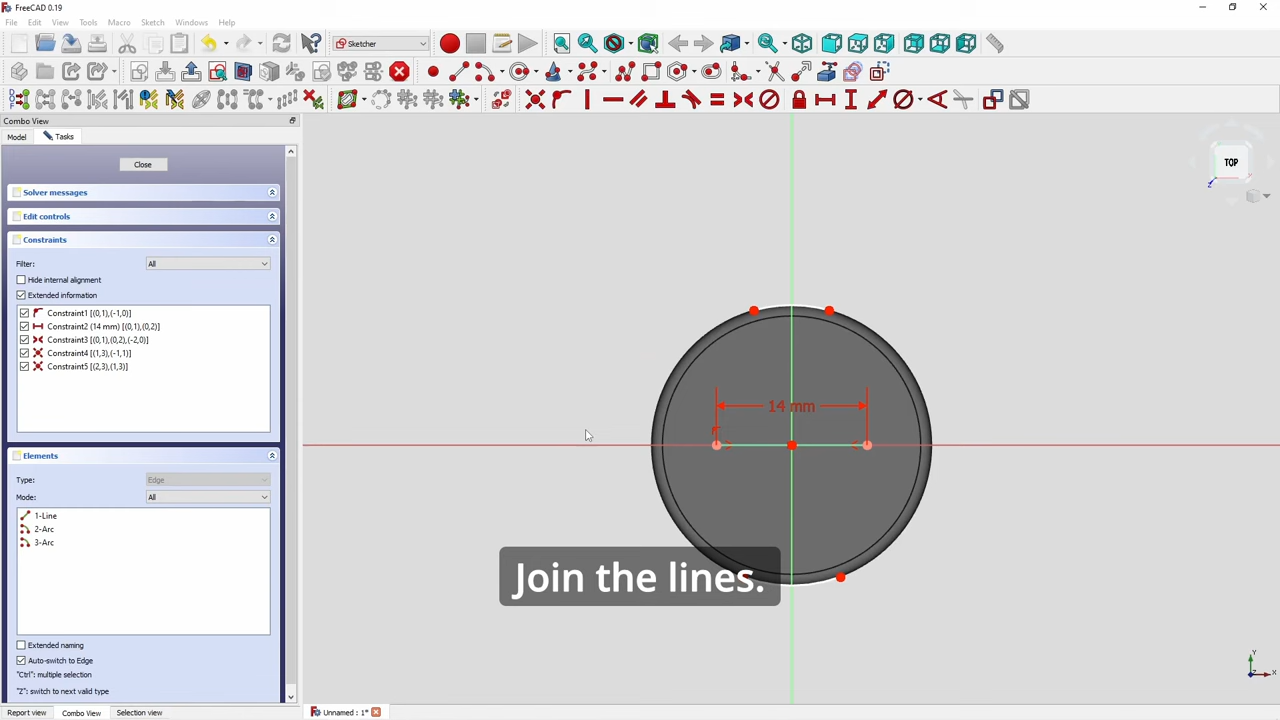 FreeCAD 0.19
File Edit View Tools Macro Sketch Windows Help
Sketcher
Combo View
Model Tasks
Close
Solver messages
Edit controls
Constraints
Filter: All
Hide internal alignment
Extended information
Constraint1 [(0,1),(-1,0)]
Constraint2 (14 mm) [(0,1),(0,2)]
Constraint3 [(0,1),(0,2),(-2,0)]
Constraint4 [(1,3),(-1,1)]
Constraint5 [(2,3),(1,3)]
Elements
Type: Edge
Mode: All
1-Line
2-Arc
3-Arc
Extended naming
Auto-switch to Edge
"Ctrl": multiple selection
"Z": switch to next valid type
Report view Combo View Selection view
TOP
14 mm
Join the lines.
Y
Z X
Unnamed : 1*